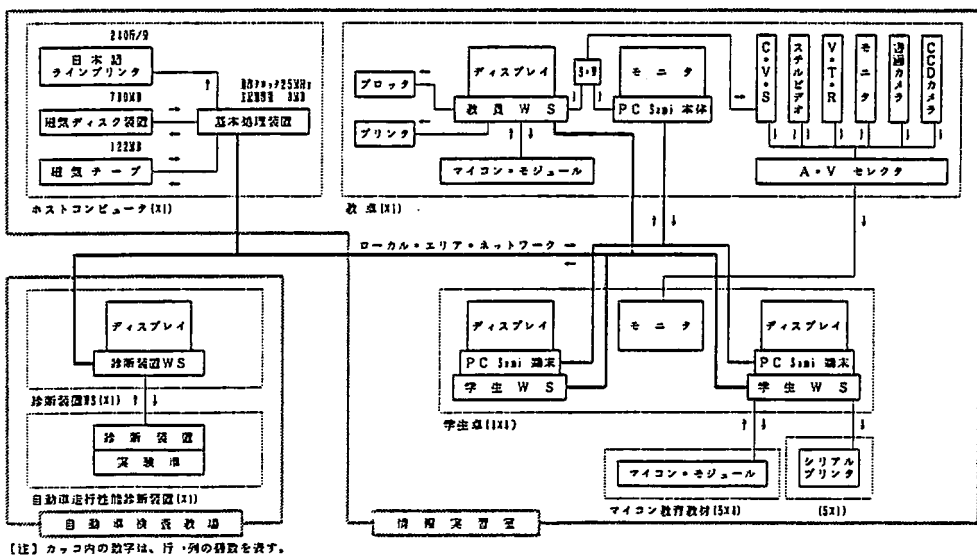 240行/分
日本語
ラインプリンタ
780MB
磁気ディスク装置
122MB
磁気テープ
基本処理装置
ホストコンピュータ(X1)
プロッタ
プリンタ
ディスプレイ
教員WS
マイコン・モジュール
モニタ
PC Semi 本体
C・V・S
スチルビデオ
V・T・R
モニタ
CCDカメラ
A・V セレクタ
教卓(X1)
ローカル・エリア・ネットワーク
ディスプレイ
診断装置WS
診断装置WS(X1)
診断装置
実験車
自動車走行性能診断装置(X1)
自動車検査教場
ディスプレイ
PC Semi 端末
学生WS
モニタ
ディスプレイ
PC Semi 端末
学生WS
学生卓
マイコン・モジュール
マイコン教育教材
シリアル
プリンタ
(5X1)
情報実習室
[注] カッコ内の数字は、行・列の個数を表す。